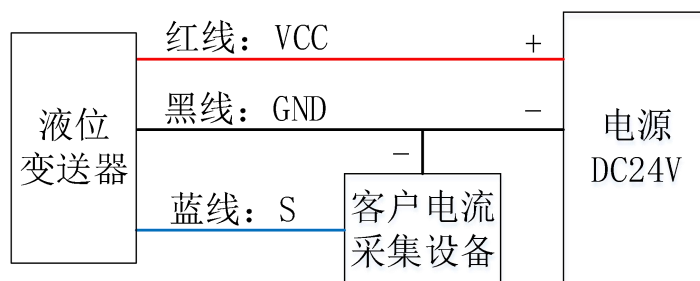 红线：VCC
+
黑线：GND
−
液位
变送器
电源
DC24V
−
蓝线：S
客户电流
采集设备